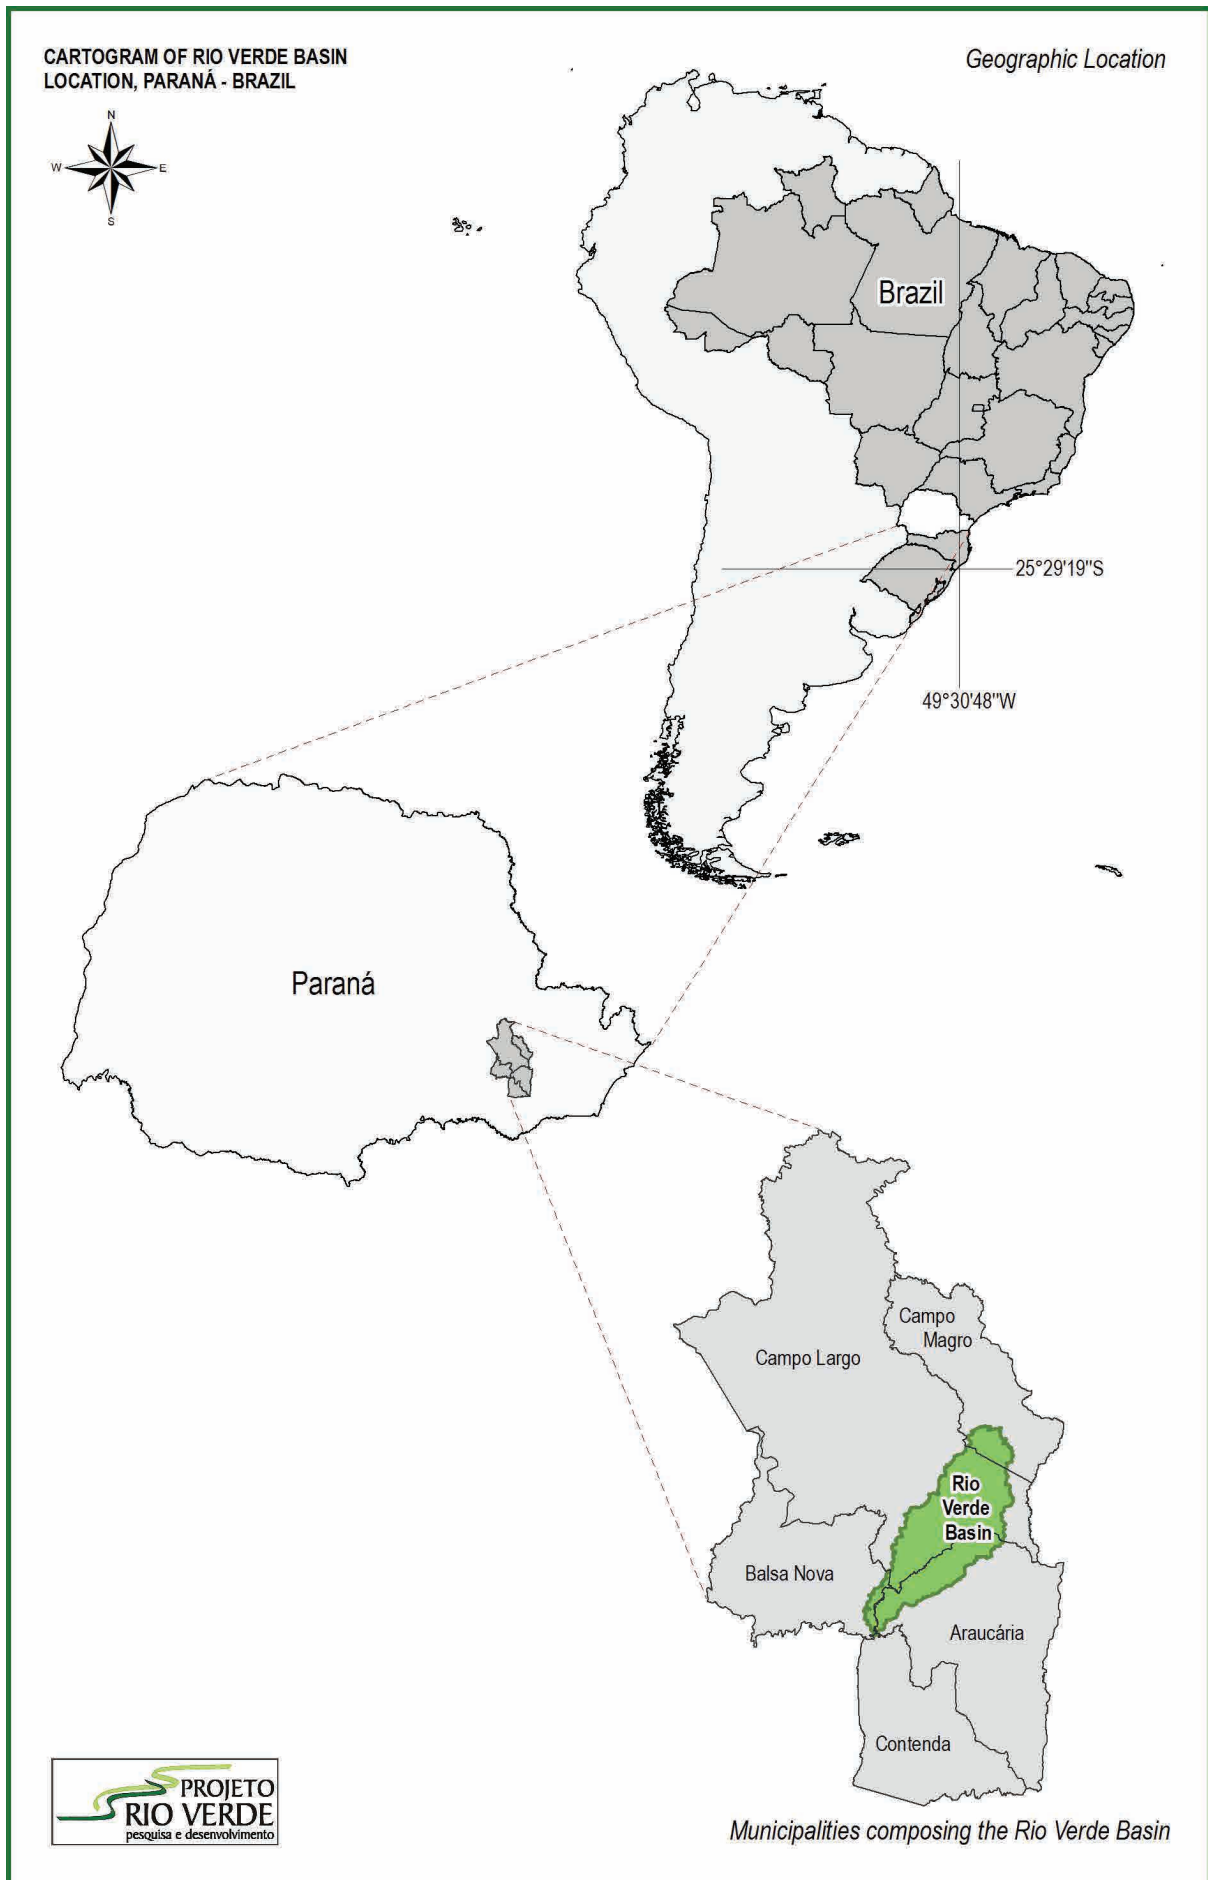 CARTOGRAM OF RIO VERDE BASIN
LOCATION, PARANÁ - BRAZIL
Geographic Location
N
W
E
S
Brazil
25°29'19"S
49°30'48"W
Paraná
Campo
Magro
Campo Largo
Rio
Verde
Basin
Balsa Nova
Araucária
Contenda
PROJETO
RIO VERDE
pesquisa e desenvolvimento
Municipalities composing the Rio Verde Basin